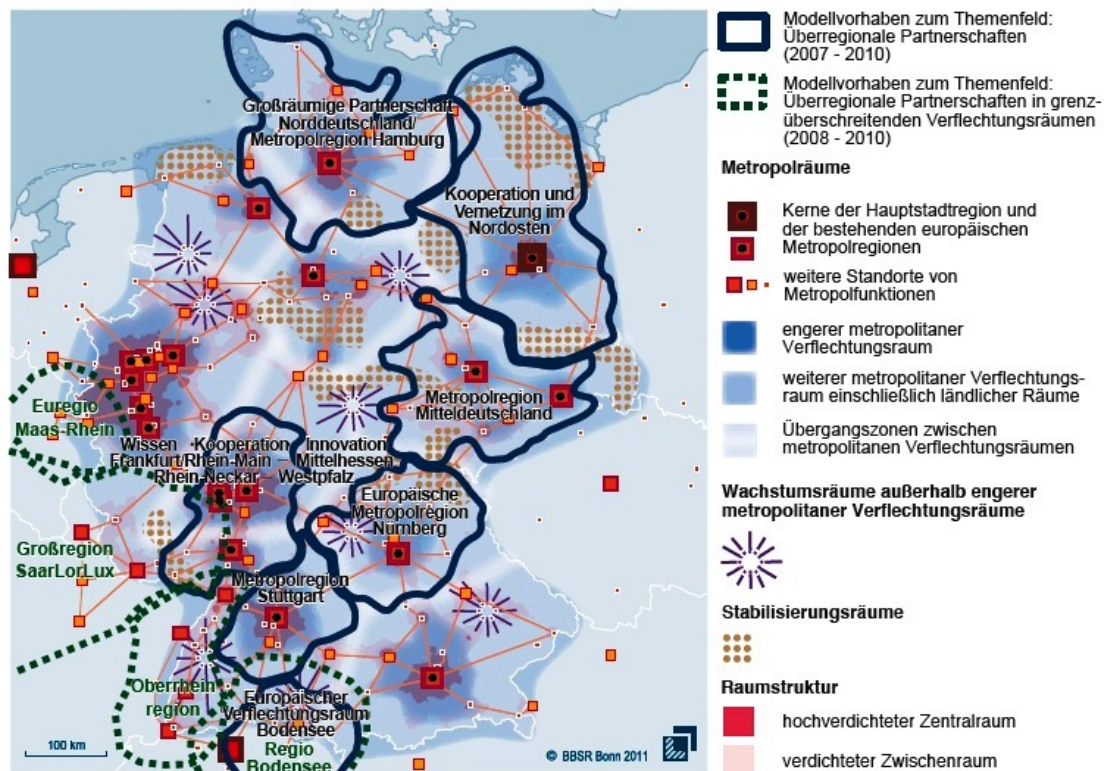 Großräumige Partnerschaft
Norddeutschland/
Metropolregion Hamburg
Kooperation und
Vernetzung im
Nordosten
Euregio
Maas-Rhein
Metropolregion
Mitteldeutschland
Wissen Kooperation Innovation
Frankfurt/Rhein-Main Mittelhessen
Rhein-Neckar Westpfalz
Europäische
Metropolregion
Nürnberg
Großregion
SaarLorLux
Metropolregion
Stuttgart
Oberrhein
region
Europäischer
Verflechtungsraum
Bodensee
Regio
Bodensee
100 km
© BBSR Bonn 2011
Modellvorhaben zum Themenfeld:
Überregionale Partnerschaften
(2007 - 2010)
Modellvorhaben zum Themenfeld:
Überregionale Partnerschaften in grenz-
überschreitenden Verflechtungsräumen
(2008 - 2010)
Metropolräume
Kerne der Hauptstadtregion und
der bestehenden europäischen
Metropolregionen
weitere Standorte von
Metropolfunktionen
engerer metropolitaner
Verflechtungsraum
weiterer metropolitaner Verflechtungs-
raum einschließlich ländlicher Räume
Übergangszonen zwischen
metropolitanen Verflechtungsräumen
Wachstumsräume außerhalb engerer
metropolitaner Verflechtungsräume
Stabilisierungsräume
Raumstruktur
hochverdichteter Zentralraum
verdichteter Zwischenraum